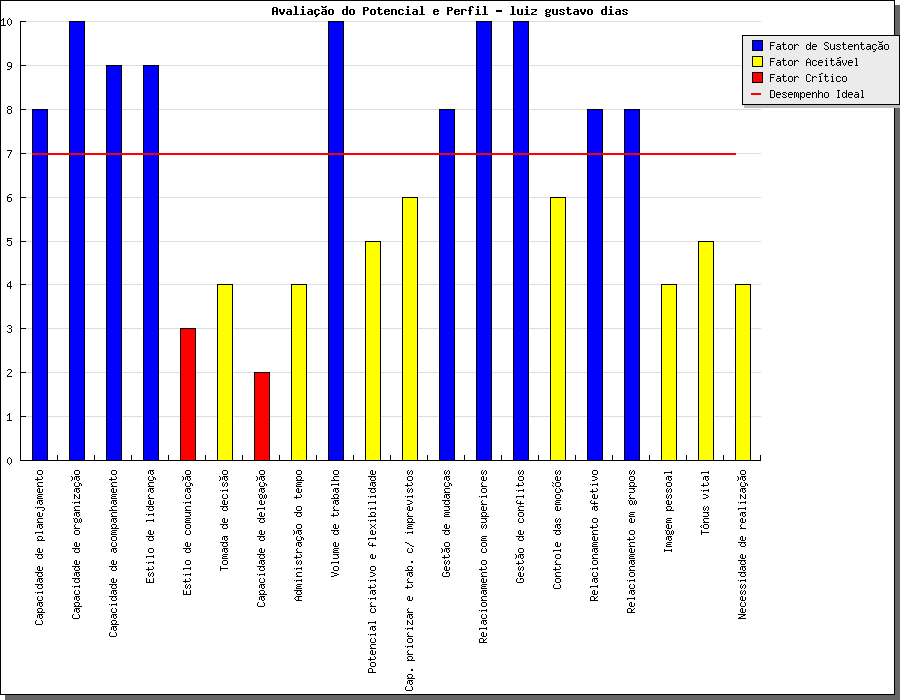 Avaliação do Potencial e Perfil - luiz gustavo dias
Fator de Sustentação
Fator Aceitável
Fator Crítico
Desempenho Ideal
10
9
8
7
6
5
4
3
2
1
0
Capacidade de planejamento
Capacidade de organização
Capacidade de acompanhamento
Estilo de liderança
Estilo de comunicação
Tomada de decisão
Capacidade de delegação
Administração do tempo
Volume de trabalho
Potencial criativo e flexibilidade
Cap. priorizar e trab. c/ imprevistos
Gestão de mudanças
Relacionamento com superiores
Gestão de conflitos
Controle das emoções
Relacionamento afetivo
Relacionamento em grupos
Imagem pessoal
Tônus vital
Necessidade de realização